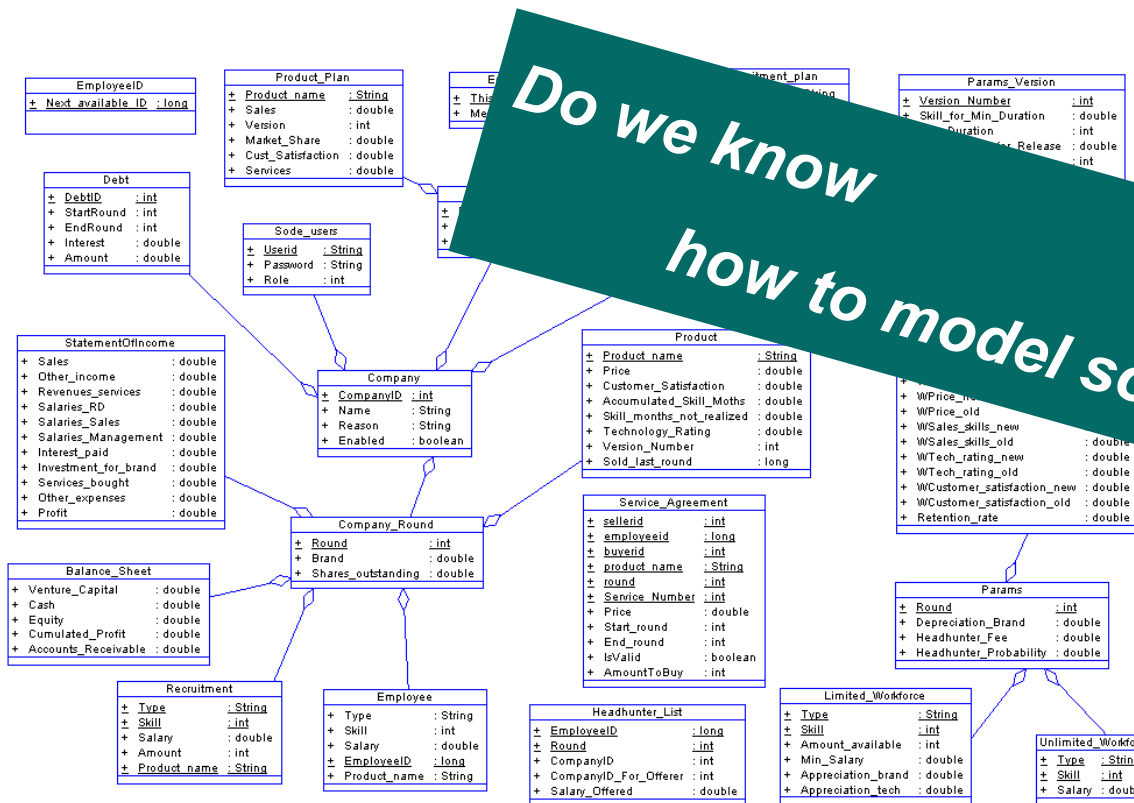 Do we know
how to model
EmployeeID
+ Next_available_ID : long
Product_Plan
+ Product_name : String
+ Sales : double
+ Version : int
+ Market_Share : double
+ Cust_Satisfaction : double
+ Services : double
Params_Version
+ Version_Number : int
+ Skill_for_Min_Duration : double
Duration : int
Release : double
: int
Debt
+ DebtID : int
+ StartRound : int
+ EndRound : int
+ Interest : double
+ Amount : double
Sode_users
+ Userid : String
+ Password : String
+ Role : int
StatementOfIncome
+ Sales : double
+ Other_income : double
+ Revenues_services : double
+ Salaries_RD : double
+ Salaries_Sales : double
+ Salaries_Management : double
+ Interest_paid : double
+ Investment_for_brand : double
+ Services_bought : double
+ Other_expenses : double
+ Profit : double
Company
+ CompanyID : int
+ Name : String
+ Reason : String
+ Enabled : boolean
Product
+ Product_name : String
+ Price : double
+ Customer_Satisfaction : double
+ Accumulated_Skill_Moths : double
+ Skill_months_not_realized : double
+ Technology_Rating : double
+ Version_Number : int
+ Sold_last_round : long
+ WPrice_old
+ WSales_skills_new
+ WSales_skills_old : double
+ WTech_rating_new : double
+ WTech_rating_old : double
+ WCustomer_satisfaction_new : double
+ WCustomer_satisfaction_old : double
+ Retention_rate : double
Company_Round
+ Round : int
+ Brand : double
+ Shares_outstanding : double
Service_Agreement
+ sellerid : int
+ employeeid : long
+ buyerid : int
+ product_name : String
+ round : int
+ Service_Number : int
+ Price : double
+ Start_round : int
+ End_round : int
+ IsValid : boolean
+ AmountToBuy : int
Balance_Sheet
+ Venture_Capital : double
+ Cash : double
+ Equity : double
+ Cumulated_Profit : double
+ Accounts_Receivable : double
Params
+ Round : int
+ Depreciation_Brand : double
+ Headhunter_Fee : double
+ Headhunter_Probability : double
Recruitment
+ Type : String
+ Skill : int
+ Salary : double
+ Amount : int
+ Product_name : String
Employee
+ Type : String
+ Skill : int
+ Salary : double
+ EmployeeID : long
+ Product_name : String
Headhunter_List
+ EmployeeID : long
+ Round : int
+ CompanyID : int
+ CompanyID_For_Offerer : int
+ Salary_Offered : double
Limited_Workforce
+ Type : String
+ Skill : int
+ Amount_available : int
+ Min_Salary : double
+ Appreciation_brand : double
+ Appreciation_tech : double
+ Type
+ Skill : int
+ Salary